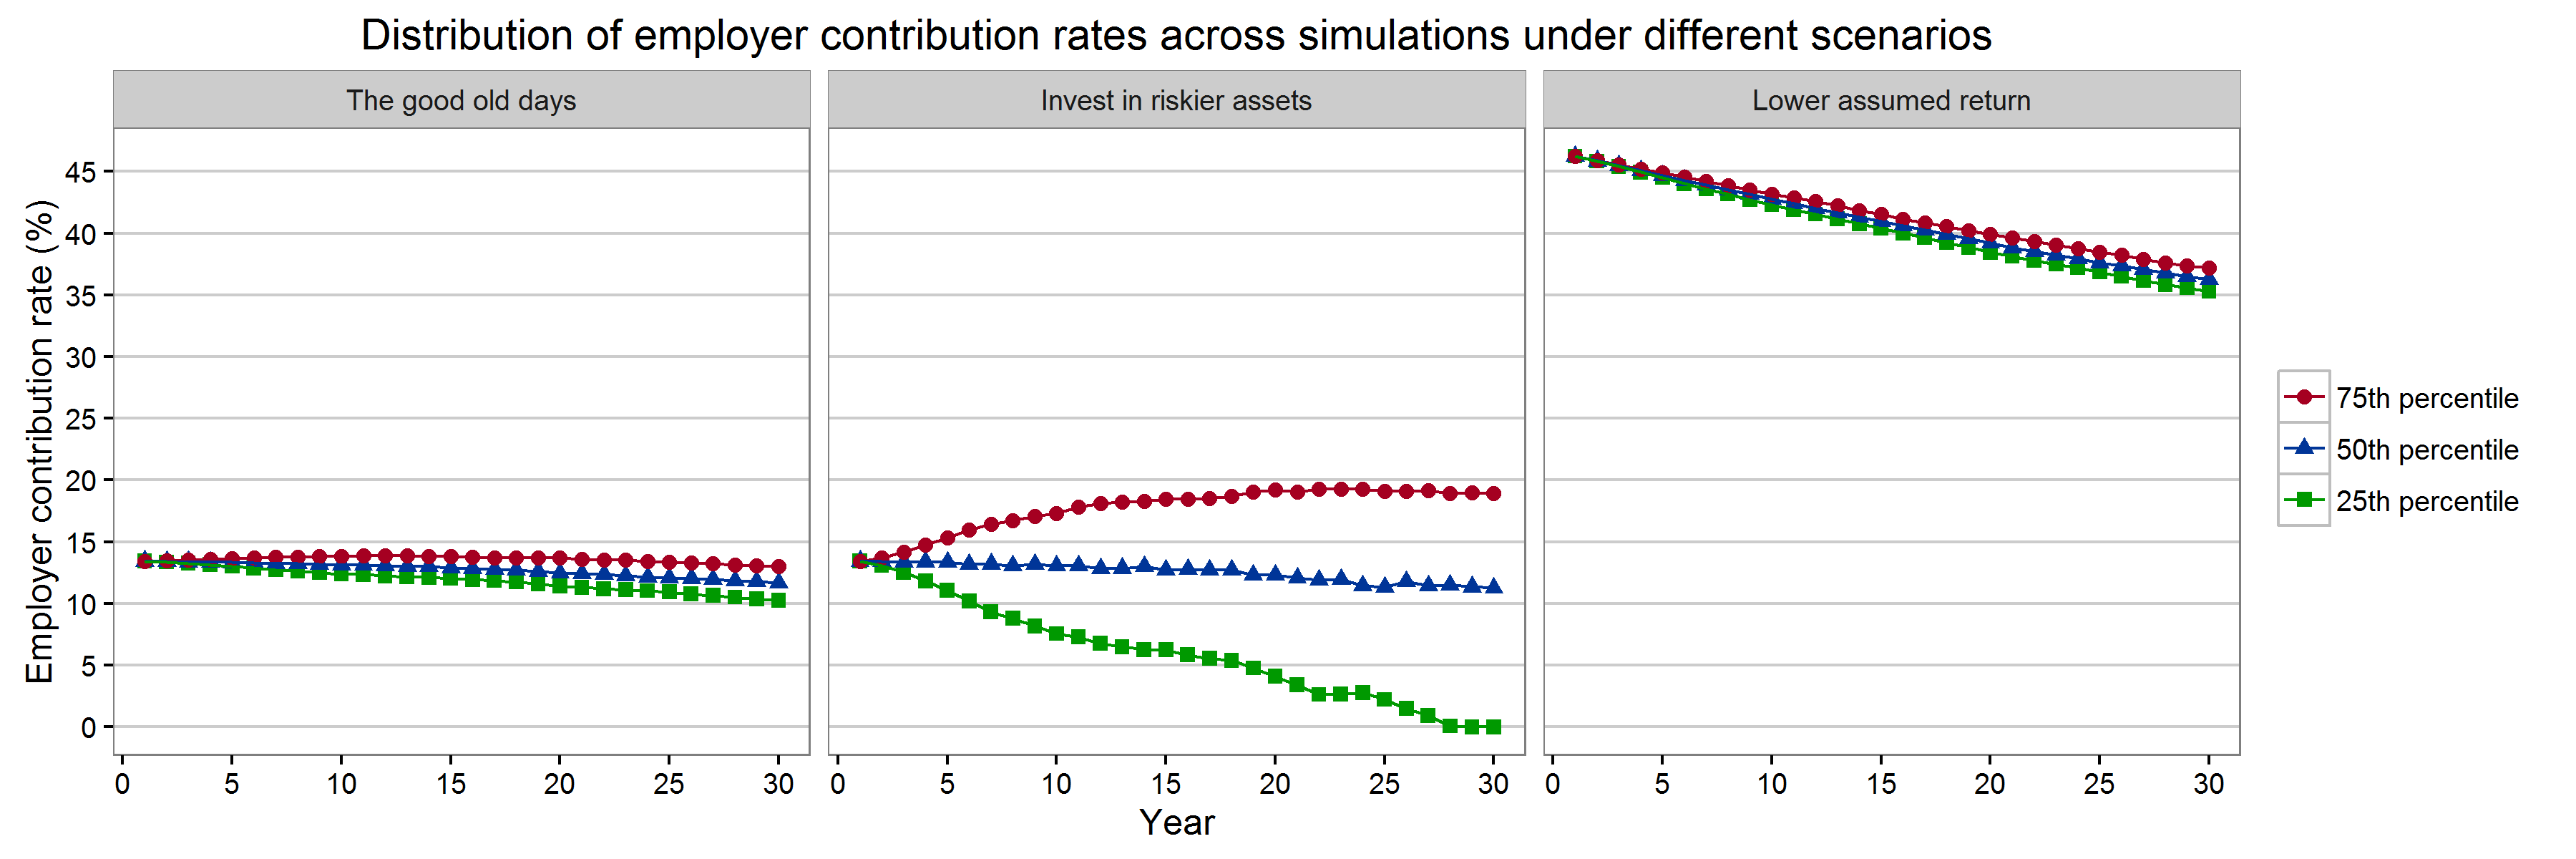 Distribution of employer contribution rates across simulations under different scenarios
The good old days
Invest in riskier assets
Lower assumed return
Employer contribution rate (%)
45
40
35
30
25
20
15
10
5
0
0 5 10 15 20 25 30
0 5 10 15 20 25 30
0 5 10 15 20 25 30
Year
75th percentile
50th percentile
25th percentile